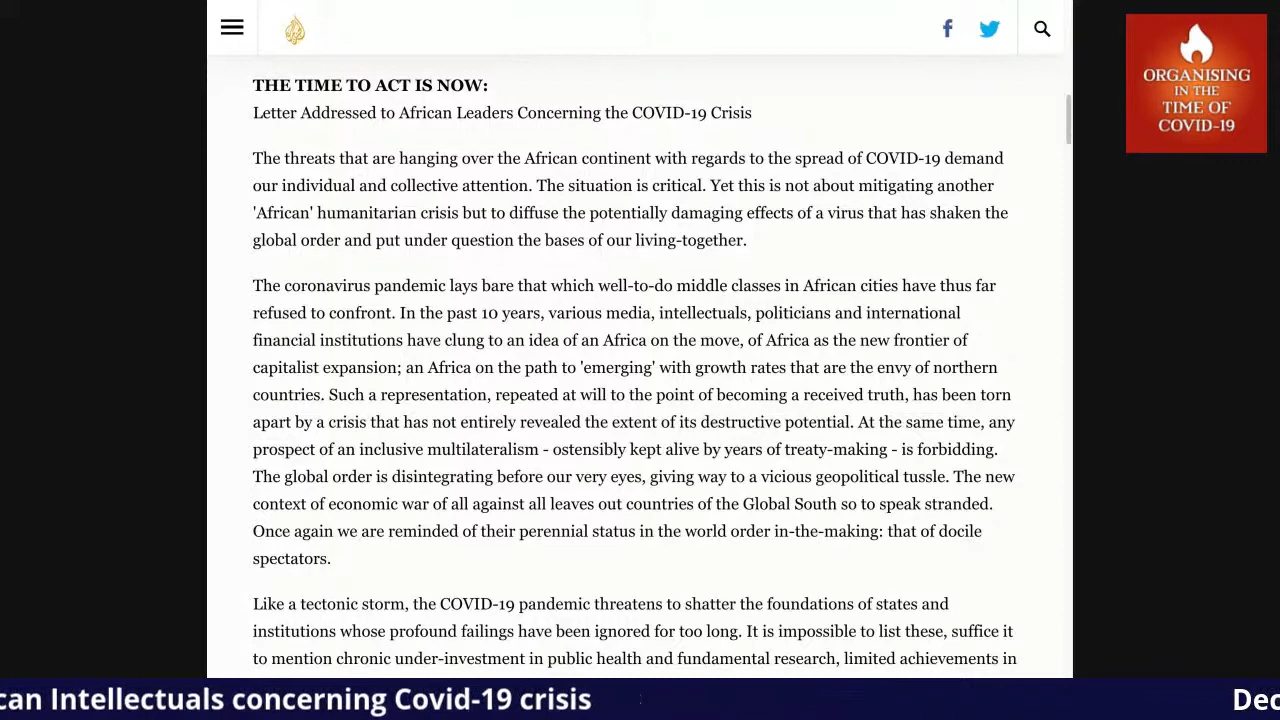 THE TIME TO ACT IS NOW:
Letter Addressed to African Leaders Concerning the COVID-19 Crisis
The threats that are hanging over the African continent with regards to the spread of COVID-19 demand
our individual and collective attention. The situation is critical. Yet this is not about mitigating another
'African' humanitarian crisis but to diffuse the potentially damaging effects of a virus that has shaken the
global order and put under question the bases of our living-together.
The coronavirus pandemic lays bare that which well-to-do middle classes in African cities have thus far
refused to confront. In the past 10 years, various media, intellectuals, politicians and international
financial institutions have clung to an idea of an Africa on the move, of Africa as the new frontier of
capitalist expansion; an Africa on the path to 'emerging' with growth rates that are the envy of northern
countries. Such a representation, repeated at will to the point of becoming a received truth, has been torn
apart by a crisis that has not entirely revealed the extent of its destructive potential. At the same time, any
prospect of an inclusive multilateralism - ostensibly kept alive by years of treaty-making - is forbidding.
The global order is disintegrating before our very eyes, giving way to a vicious geopolitical tussle. The new
context of economic war of all against all leaves out countries of the Global South so to speak stranded.
Once again we are reminded of their perennial status in the world order in-the-making: that of docile
spectators.
Like a tectonic storm, the COVID-19 pandemic threatens to shatter the foundations of states and
institutions whose profound failings have been ignored for too long. It is impossible to list these, suffice it
to mention chronic under-investment in public health and fundamental research, limited achievements in
ORGANISING
IN THE
TIME OF
COVID-19
can Intellectuals concerning Covid-19 crisis
Dec